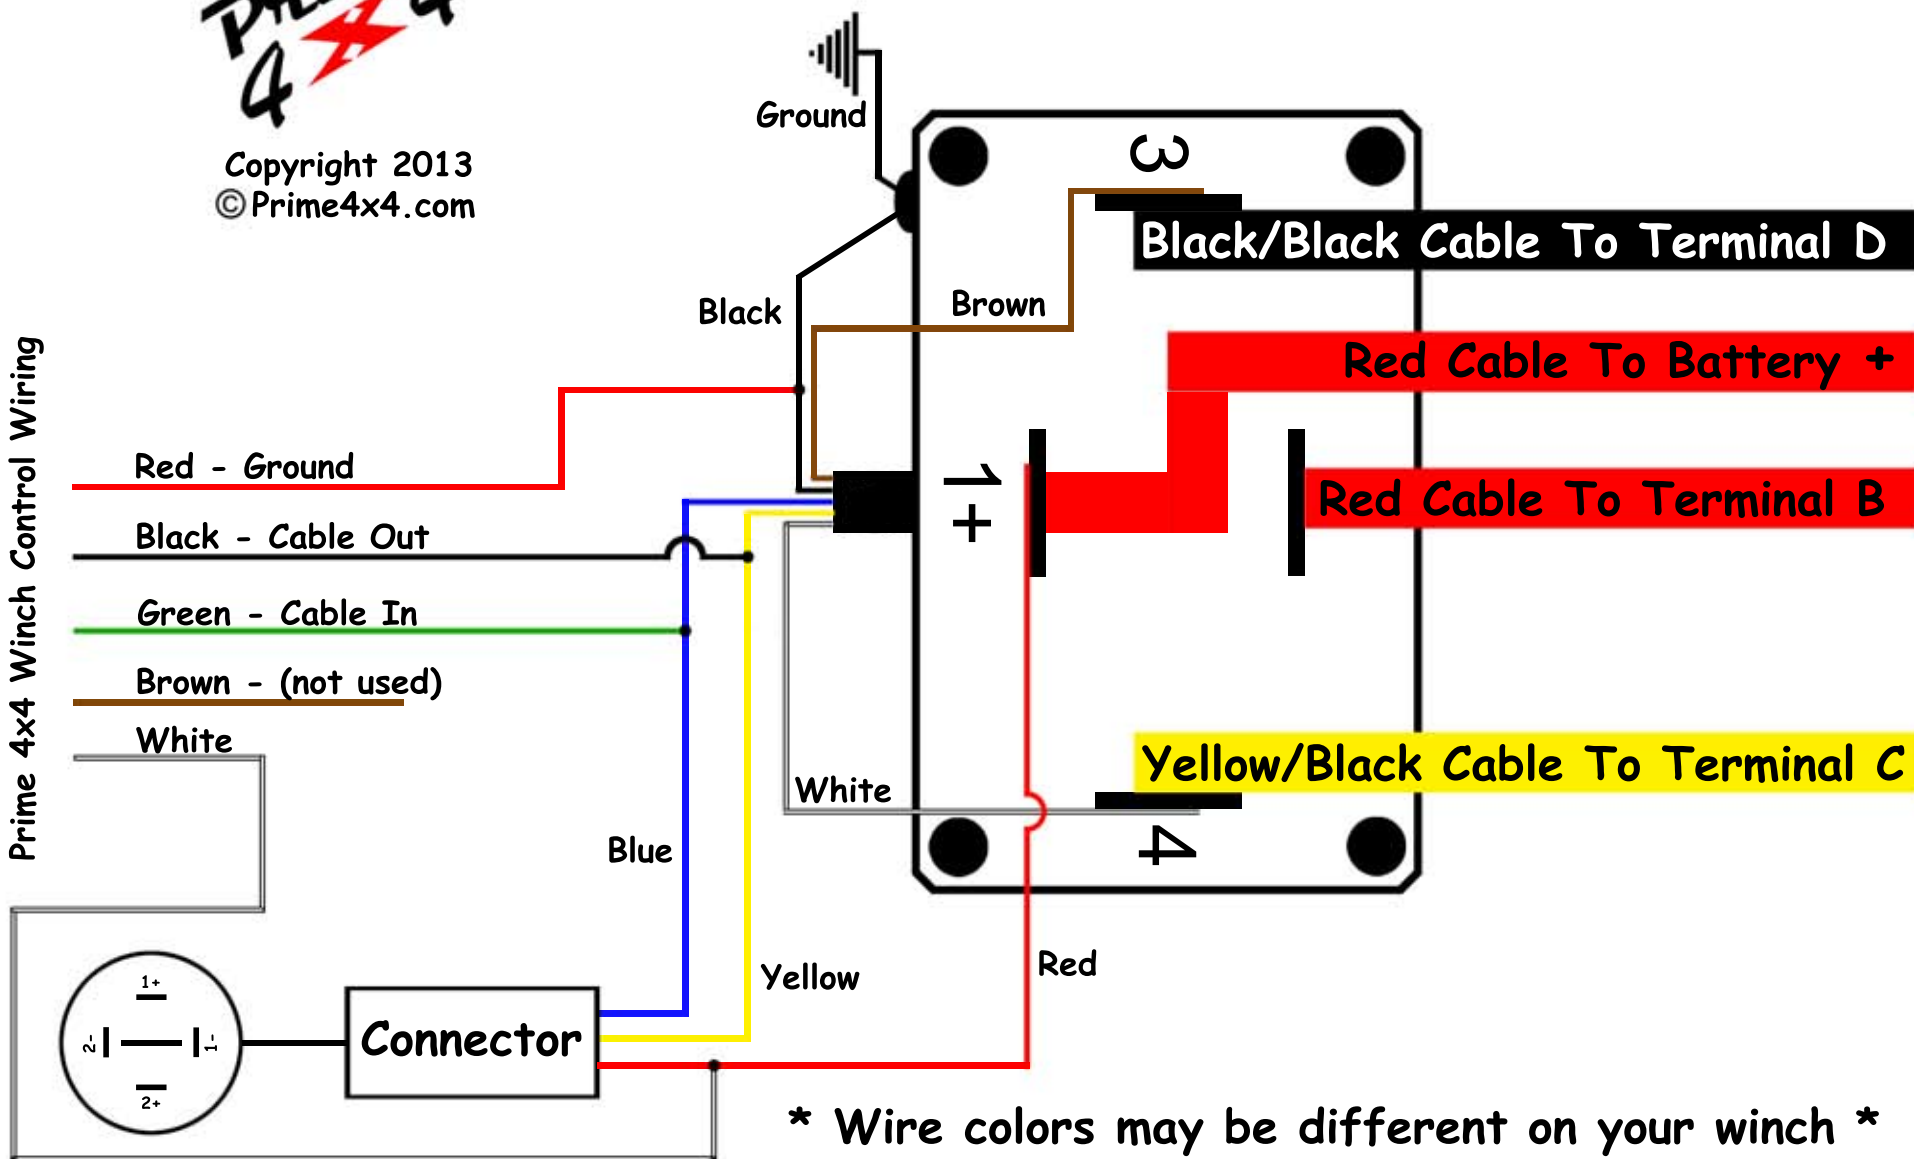 4
4
Copyright 2013
©Prime4x4.com
Ground
3
Black/Black Cable To Terminal D
Black
Brown
Red Cable To Battery +
Prime 4x4 Winch Control Wiring
Red - Ground
1+
Red Cable To Terminal B
Black - Cable Out
Green - Cable In
Brown - (not used)
White
Yellow/Black Cable To Terminal C
White
4
Blue
Yellow
Red
1+
2-
1-
2+
Connector
* Wire colors may be different on your winch *